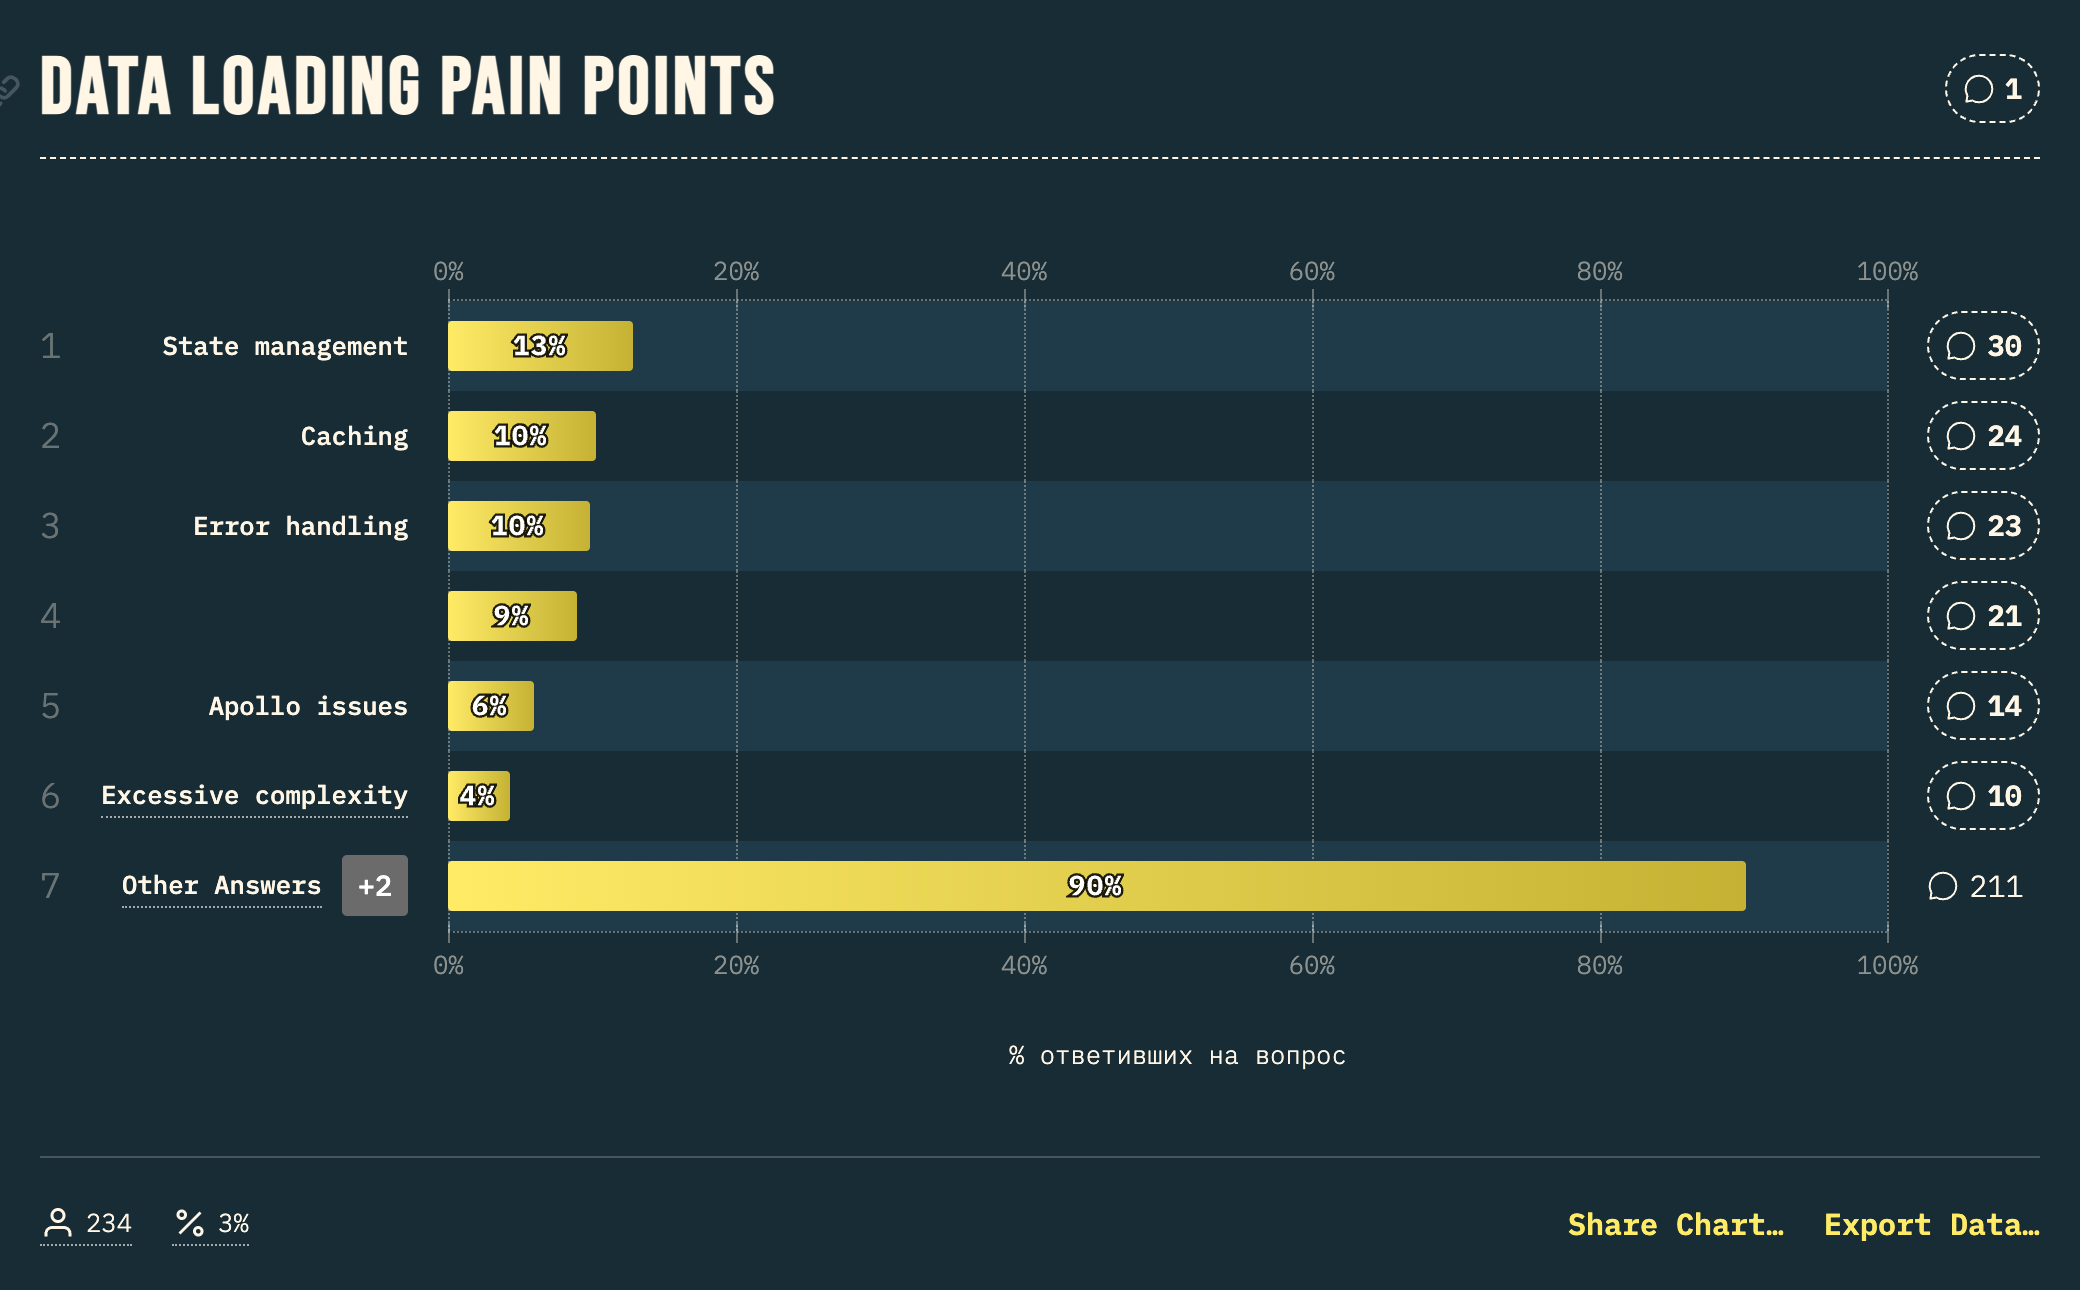 DATA LOADING PAIN POINTS
1
0% 20% 40% 60% 80% 100%
1 State management 13% 30
2 Caching 10% 24
3 Error handling 10% 23
4 9% 21
5 Apollo issues 6% 14
6 Excessive complexity 4% 10
7 Other Answers +2 90% 211
0% 20% 40% 60% 80% 100%
% ответивших на вопрос
234 3% Share Chart… Export Data…